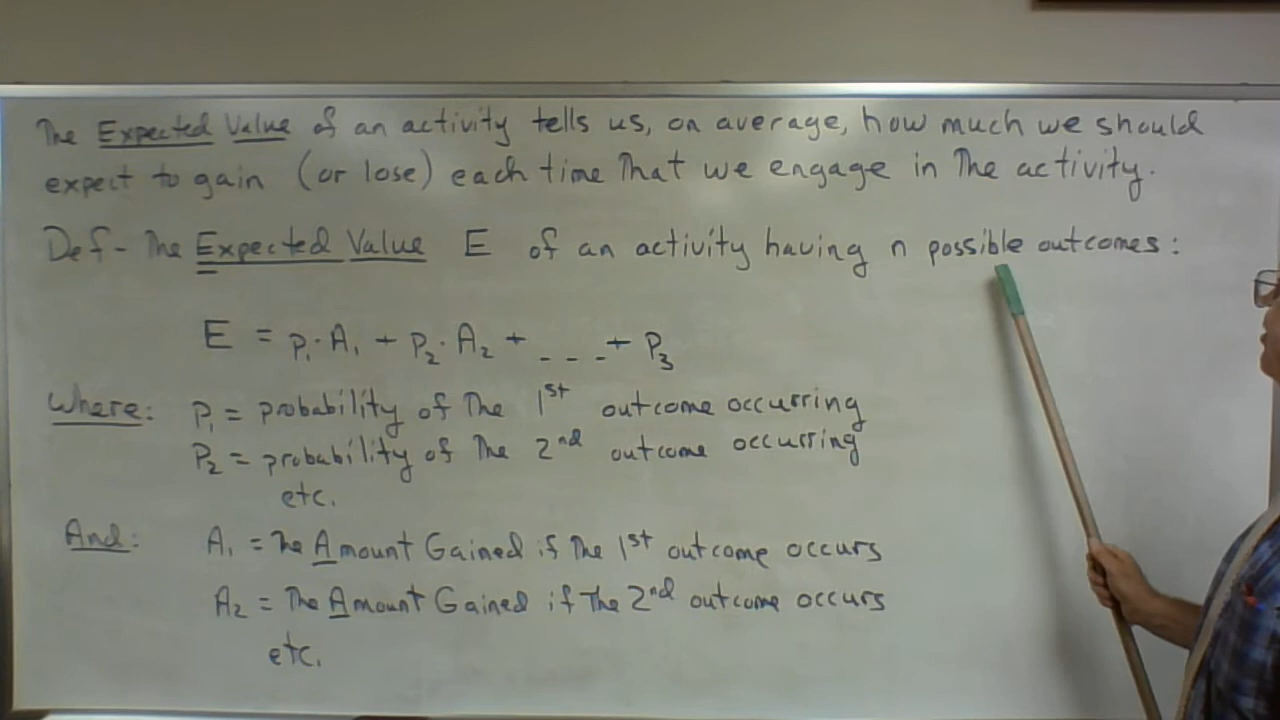 The Expected Value of an activity tells us, on average, how much we should
expect to gain (or lose) each time That we engage in The activity.
Def- The Expected Value E of an activity having n possible outcomes:
E = P₁·A₁ + P₂·A₂ + ---+ P₃
Where: P₁ = probability of The 1st outcome occurring
P₂ = probability of The 2nd outcome occurring
etc.
And: A₁ = The Amount Gained if The 1st outcome occurs
A₂ = The Amount Gained if The 2nd outcome occurs
etc.